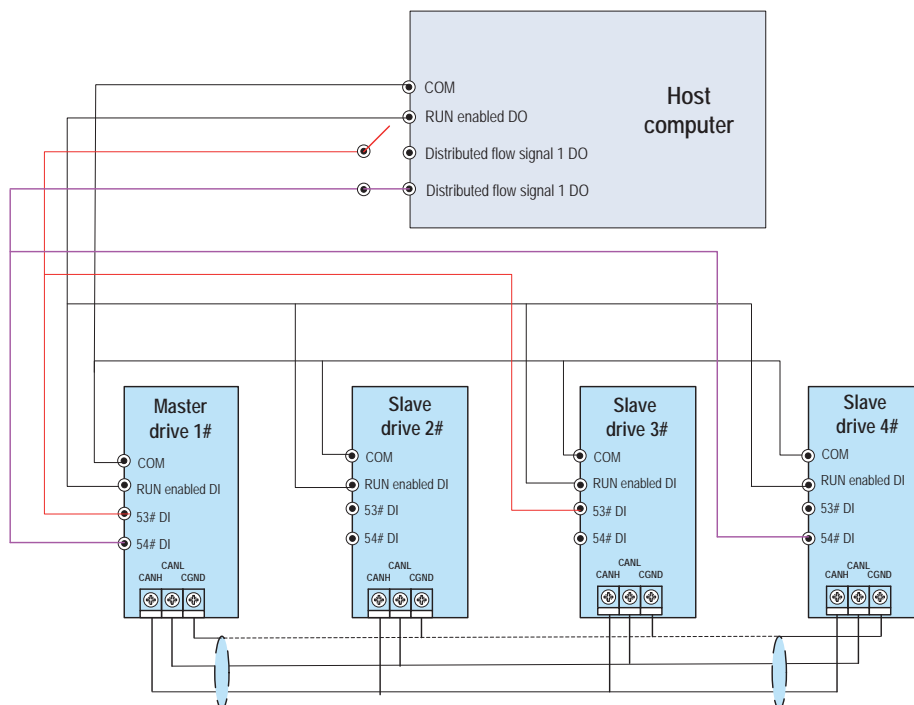 COM
RUN enabled DO
Distributed flow signal 1 DO
Distributed flow signal 1 DO
Host
computer
Master
drive 1#
COM
RUN enabled DI
53# DI
54# DI
CANL
CANH CGND
Slave
drive 2#
COM
RUN enabled DI
53# DI
54# DI
CANL
CANH CGND
Slave
drive 3#
COM
RUN enabled DI
53# DI
54# DI
CANL
CANH CGND
Slave
drive 4#
COM
RUN enabled DI
53# DI
54# DI
CANL
CANH CGND